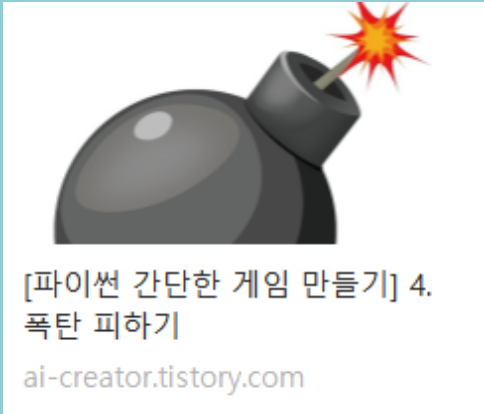 [파이썬 간단한 게임 만들기] 4.
폭탄 피하기
ai-creator.tistory.com